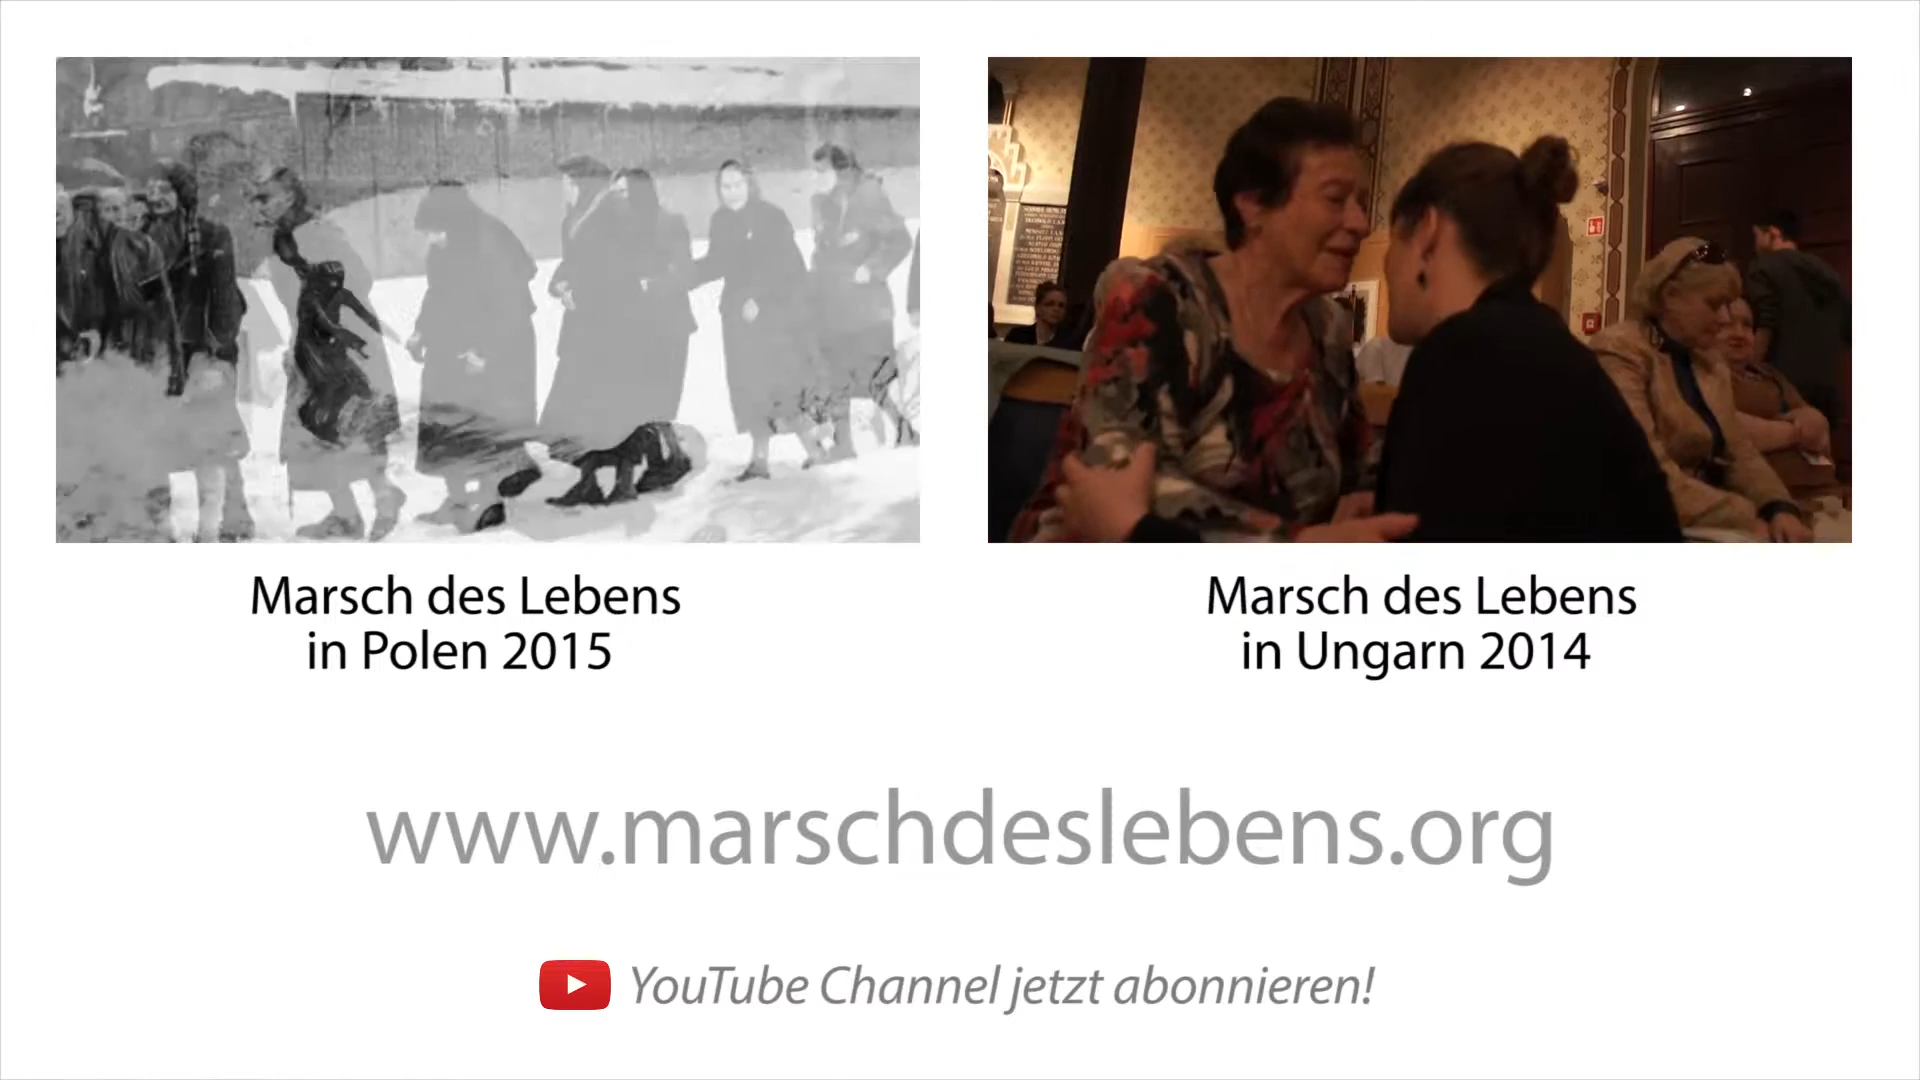 Marsch des Lebens
in Polen 2015
Marsch des Lebens
in Ungarn 2014
www.marschdeslebens.org
YouTube Channel jetzt abonnieren!